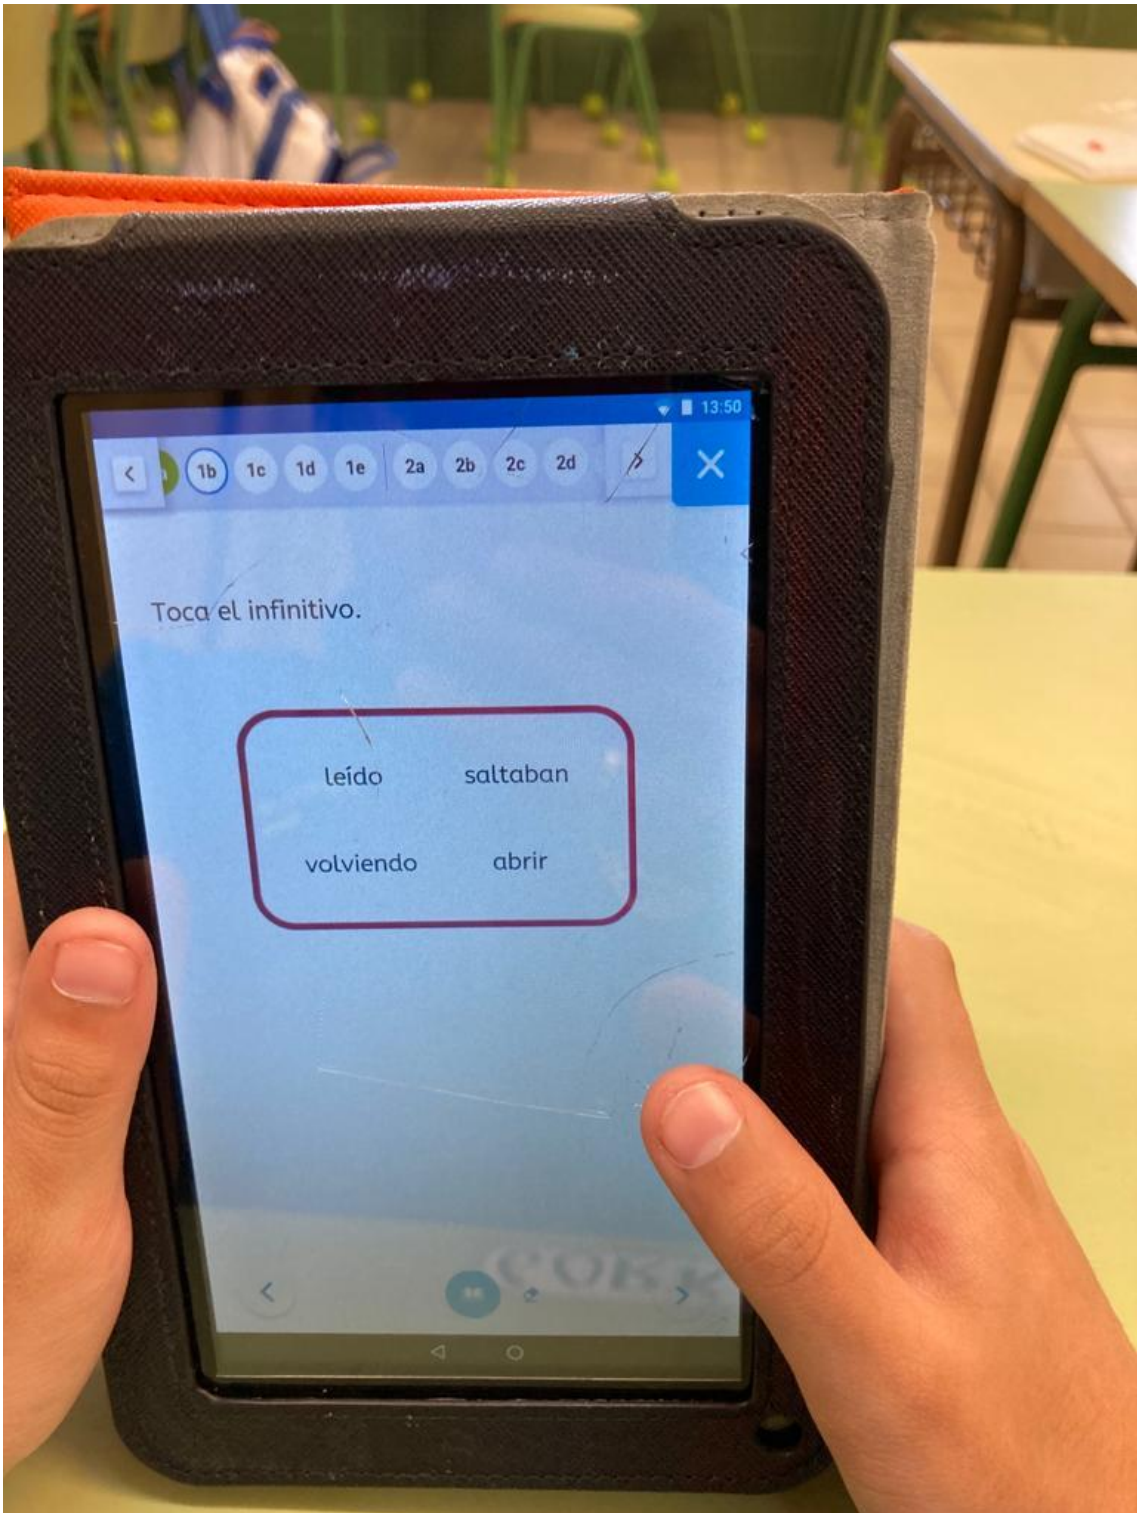 13:50
1b 1c 1d 1e 2a 2b 2c 2d
Toca el infinitivo.
leído saltaban
volviendo abrir